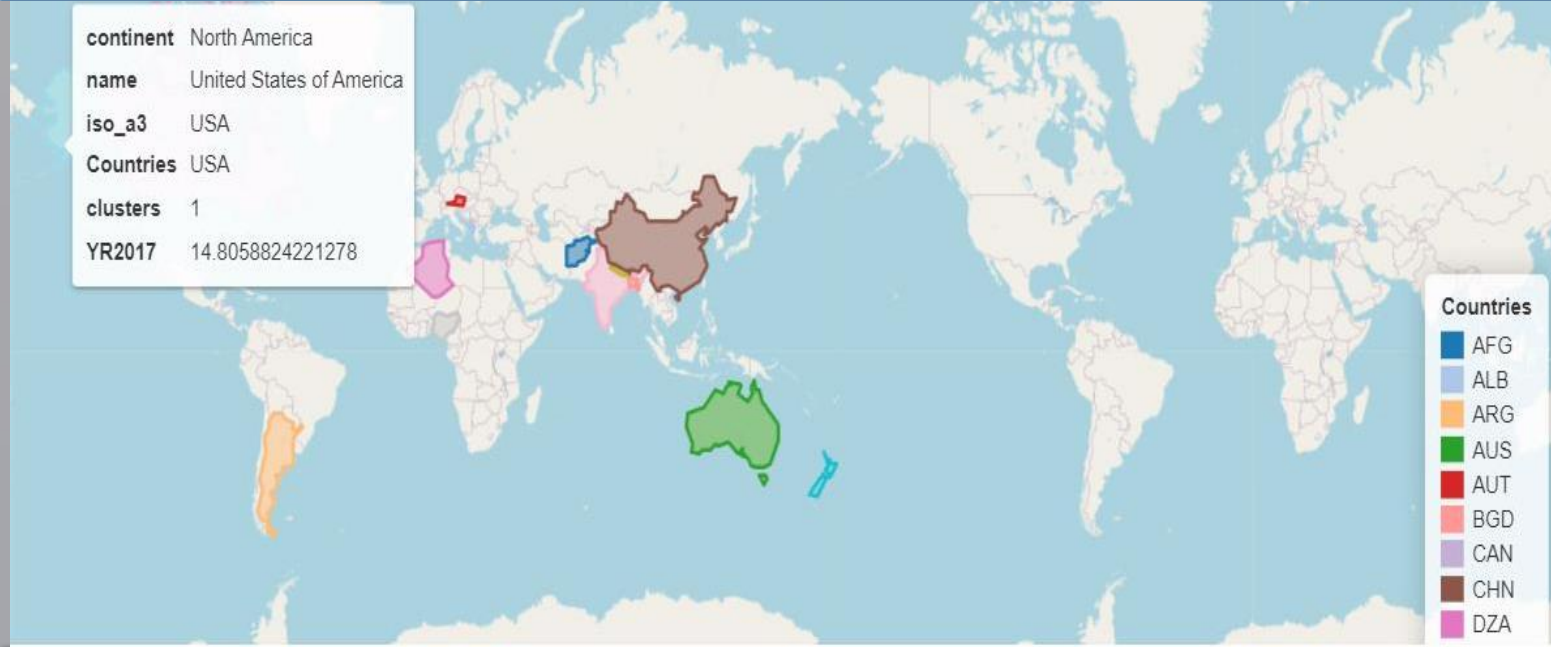 continent North America
name United States of America
iso_a3 USA
Countries USA
clusters 1
YR2017 14.8058824221278
Countries
AFG
ALB
ARG
AUS
AUT
BGD
CAN
CHN
DZA